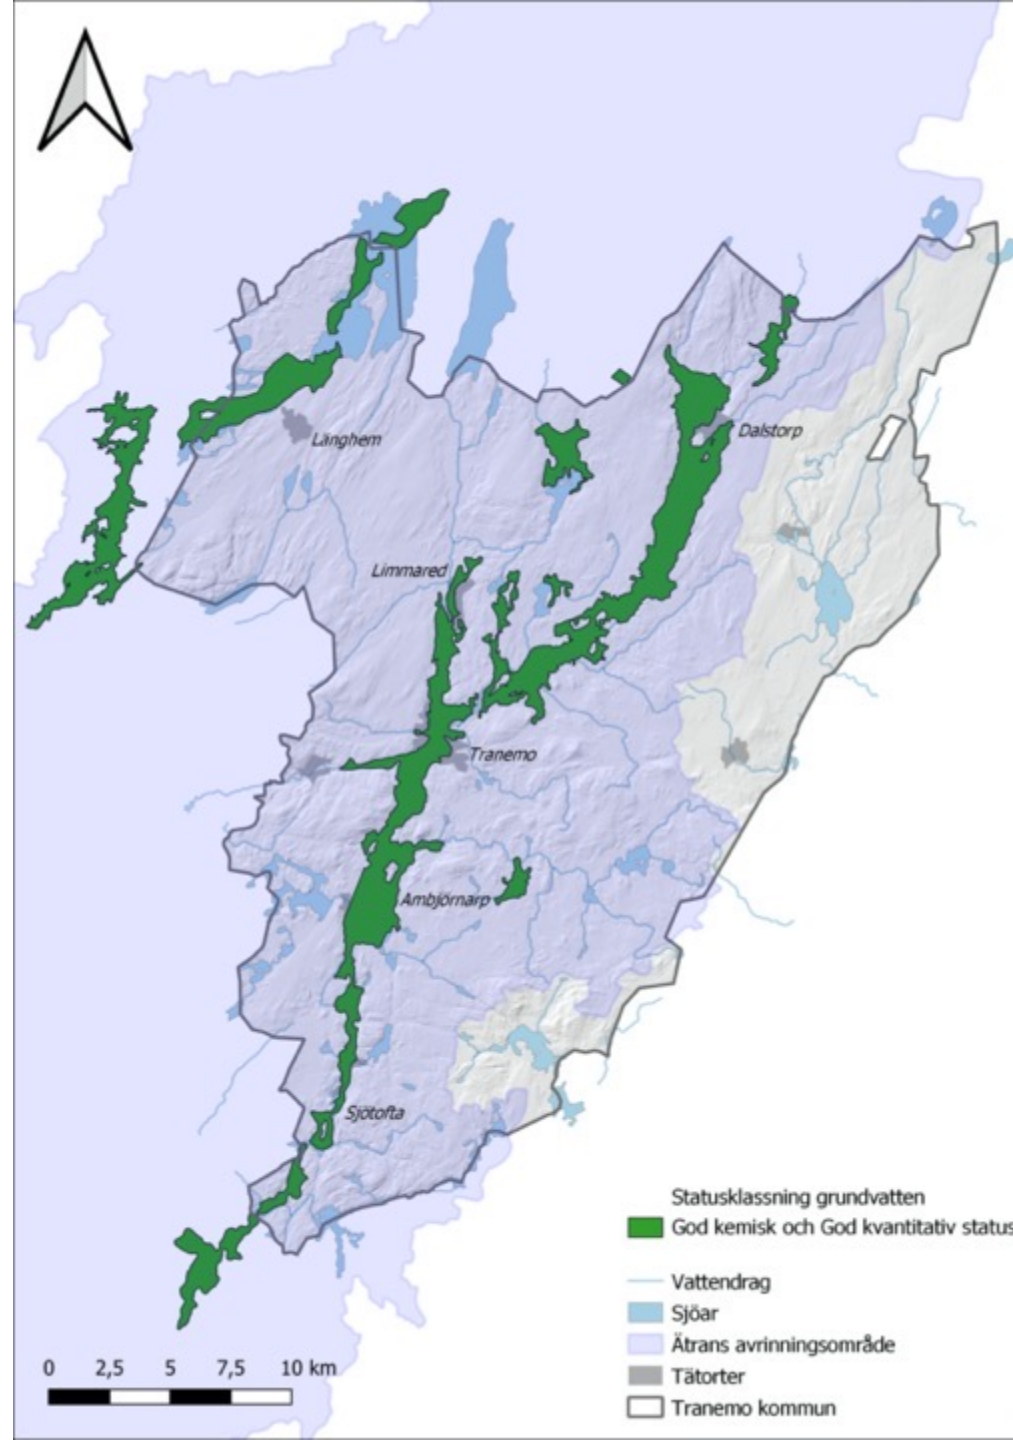 Dalstorp
Länghem
Limmared
Tranemo
Ambjörnarp
Sjötofta
Statusklassning grundvatten
God kemisk och God kvantitativ status
Vattendrag
Sjöar
Ätrans avrinningsområde
Tätorter
Tranemo kommun
0 2,5 5 7,5 10 km